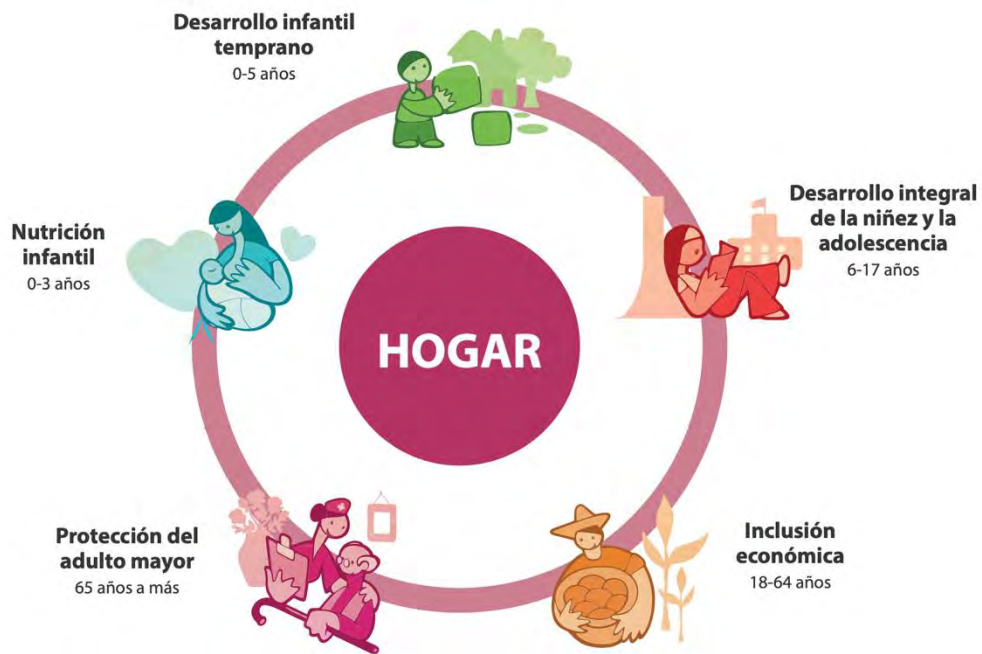 Desarrollo infantil
temprano
0-5 años
Desarrollo integral
de la niñez y la
adolescencia
6-17 años
Nutrición
infantil
0-3 años
HOGAR
Protección del
adulto mayor
65 años a más
Inclusión
económica
18-64 años